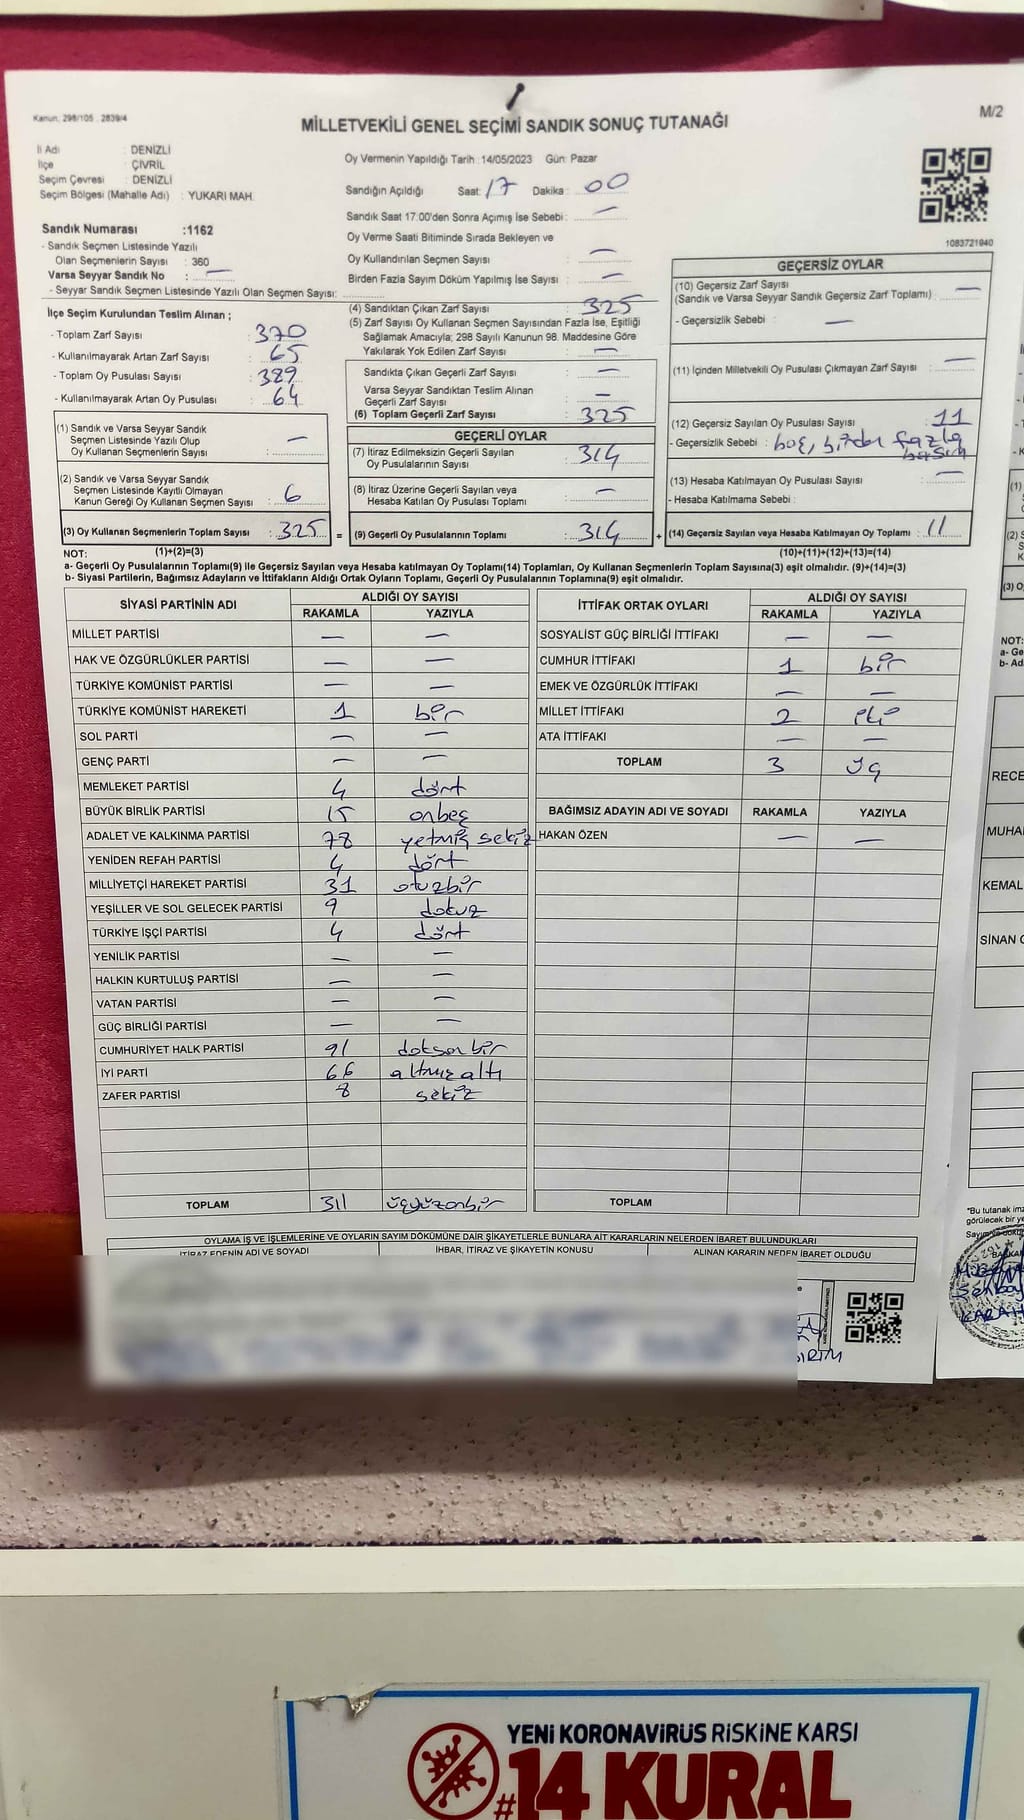 Kanun: 298/105 , 2839/4
MİLLETVEKİLİ GENEL SEÇİMİ SANDIK SONUÇ TUTANAĞI
M/2
İl Adı : DENİZLİ
İlçe : ÇİVRİL
Seçim Çevresi : DENİZLİ
Seçim Bölgesi (Mahalle Adı) : YUKARI MAH.
Sandık Numarası :1162
- Sandık Seçmen Listesinde Yazılı
Olan Seçmenlerin Sayısı : 360
Varsa Seyyar Sandık No : —
- Seyyar Sandık Seçmen Listesinde Yazılı Olan Seçmen Sayısı:
İlçe Seçim Kurulundan Teslim Alınan ;
- Toplam Zarf Sayısı : 370
- Kullanılmayarak Artan Zarf Sayısı : 65
- Toplam Oy Pusulası Sayısı : 389
- Kullanılmayarak Artan Oy Pusulası : 64
(1) Sandık ve Varsa Seyyar Sandık
Seçmen Listesinde Yazılı Olup
Oy Kullanan Seçmenlerin Sayısı : —
(2) Sandık ve Varsa Seyyar Sandık
Seçmen Listesinde Kayıtlı Olmayan
Kanun Gereği Oy Kullanan Seçmen Sayısı : 6
(3) Oy Kullanan Seçmenlerin Toplam Sayısı : 325
Oy Vermenin Yapıldığı Tarih :14/05/2023 Gün: Pazar
Sandığın Açıldığı Saat: 17 Dakika : 00
Sandık Saat 17:00'den Sonra Açımış İse Sebebi : —
Oy Verme Saati Bitiminde Sırada Bekleyen ve
Oy Kullandırılan Seçmen Sayısı : —
Birden Fazla Sayım Döküm Yapılmış İse Sayısı : —
(4) Sandıktan Çıkan Zarf Sayısı : 325
(5) Zarf Sayısı Oy Kullanan Seçmen Sayısından Fazla İse, Eşitliği
Sağlamak Amacıyla; 298 Sayılı Kanunun 98. Maddesine Göre
Yakılarak Yok Edilen Zarf Sayısı : —
Sandıkta Çıkan Geçerli Zarf Sayısı : —
Varsa Seyyar Sandıktan Teslim Alınan
Geçerli Zarf Sayısı : —
(6) Toplam Geçerli Zarf Sayısı : 325
GEÇERLİ OYLAR
(7) İtiraz Edilmeksizin Geçerli Sayılan
Oy Pusulalarının Sayısı : 314
(8) İtiraz Üzerine Geçerli Sayılan veya
Hesaba Katılan Oy Pusulaları Toplamı : —
= (9) Geçerli Oy Pusulalarının Toplamı : 314
1083721940
GEÇERSİZ OYLAR
(10) Geçersiz Zarf Sayısı
(Sandık ve Varsa Seyyar Sandık Geçersiz Zarf Toplamı) : —
- Geçersizlik Sebebi : —
(11) İçinden Milletvekili Oy Pusulası Çıkmayan Zarf Sayısı : —
(12) Geçersiz Sayılan Oy Pusulası Sayısı : 11
- Geçersizlik Sebebi : boş, birden fazla
basım
(13) Hesaba Katılmayan Oy Pusulası Sayısı : —
- Hesaba Katılmama Sebebi :
+ (14) Geçersiz Sayılan veya Hesaba Katılmayan Oy Toplamı : 11
NOT: (1)+(2)=(3) (10)+(11)+(12)+(13)=(14)
a- Geçerli Oy Pusulalarının Toplamı(9) ile Geçersiz Sayılan veya Hesaba katılmayan Oy Toplamı(14) Toplamları, Oy Kullanan Seçmenlerin Toplam Sayısına(3) eşit olmalıdır. (9)+(14)=(3)
b- Siyasi Partilerin, Bağımsız Adayların ve İttifakların Aldığı Ortak Oyların Toplamı, Geçerli Oy Pusulalarının Toplamına(9) eşit olmalıdır.
SİYASİ PARTİNİN ADI ALDIĞI OY SAYISI
RAKAMLA YAZIYLA
MİLLET PARTİSİ — —
HAK VE ÖZGÜRLÜKLER PARTİSİ — —
TÜRKİYE KOMÜNİST PARTİSİ — —
TÜRKİYE KOMÜNİST HAREKETİ 1 bir
SOL PARTİ — —
GENÇ PARTİ — —
MEMLEKET PARTİSİ 4 dört
BÜYÜK BİRLİK PARTİSİ 15 onbeş
ADALET VE KALKINMA PARTİSİ 78 yetmiş sekiz
YENİDEN REFAH PARTİSİ 4 dört
MİLLİYETÇİ HAREKET PARTİSİ 31 otuzbir
YEŞİLLER VE SOL GELECEK PARTİSİ 9 dokuz
TÜRKİYE İŞÇİ PARTİSİ 4 dört
YENİLİK PARTİSİ — —
HALKIN KURTULUŞ PARTİSİ — —
VATAN PARTİSİ — —
GÜÇ BİRLİĞİ PARTİSİ — —
CUMHURİYET HALK PARTİSİ 91 doksan bir
İYİ PARTİ 66 altmış altı
ZAFER PARTİSİ 8 sekiz
TOPLAM 311 üçyüzonbir
İTTİFAK ORTAK OYLARI ALDIĞI OY SAYISI
RAKAMLA YAZIYLA
SOSYALİST GÜÇ BİRLİĞİ İTTİFAKI — —
CUMHUR İTTİFAKI 1 bir
EMEK VE ÖZGÜRLÜK İTTİFAKI — —
MİLLET İTTİFAKI 2 iki
ATA İTTİFAKI — —
TOPLAM 3 üç
BAĞIMSIZ ADAYIN ADI VE SOYADI RAKAMLA YAZIYLA
HAKAN ÖZEN — —
TOPLAM
OYLAMA İŞ VE İŞLEMLERİNE VE OYLARIN SAYIM DÖKÜMÜNE DAİR ŞİKAYETLERLE BUNLARA AİT KARARLARIN NELERDEN İBARET BULUNDUKLARI
İTİRAZ EDENİN ADI VE SOYADI İHBAR, İTİRAZ VE ŞİKAYETİN KONUSU ALINAN KARARIN NEDEN İBARET OLDUĞU
NOT:
a- Ge
b- Ad
RECE
MUHA
KEMAL
SİNAN
"Bu tutanak imz
görülecek bir ye
YENİ KORONAVİRÜS RİSKİNE KARŞI
#14 KURAL